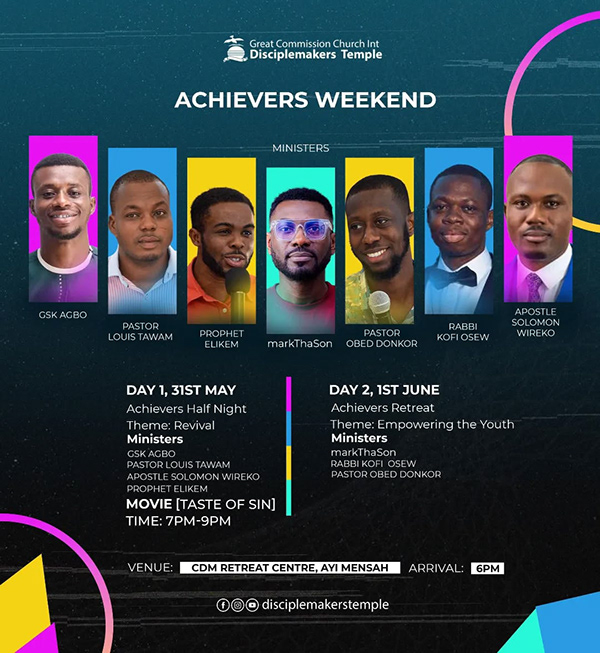 Great Commission Church Int
Disciplemakers Temple
ACHIEVERS WEEKEND
MINISTERS
GSK AGBO
PASTOR
LOUIS TAWAM
PROPHET
ELIKEM
markThaSon
PASTOR
OBED DONKOR
RABBI
KOFI OSEW
APOSTLE
SOLOMON
WIREKO
DAY 1, 31ST MAY
Achievers Half Night
Theme: Revival
Ministers
GSK AGBO
PASTOR LOUIS TAWAM
APOSTLE SOLOMON WIREKO
PROPHET ELIKEM
MOVIE [TASTE OF SIN]
TIME: 7PM-9PM
DAY 2, 1ST JUNE
Achievers Retreat
Theme: Empowering the Youth
Ministers
markThaSon
RABBI KOFI OSEW
PASTOR OBED DONKOR
VENUE: CDM RETREAT CENTRE, AYI MENSAH ARRIVAL: 6PM
disciplemakerstemple